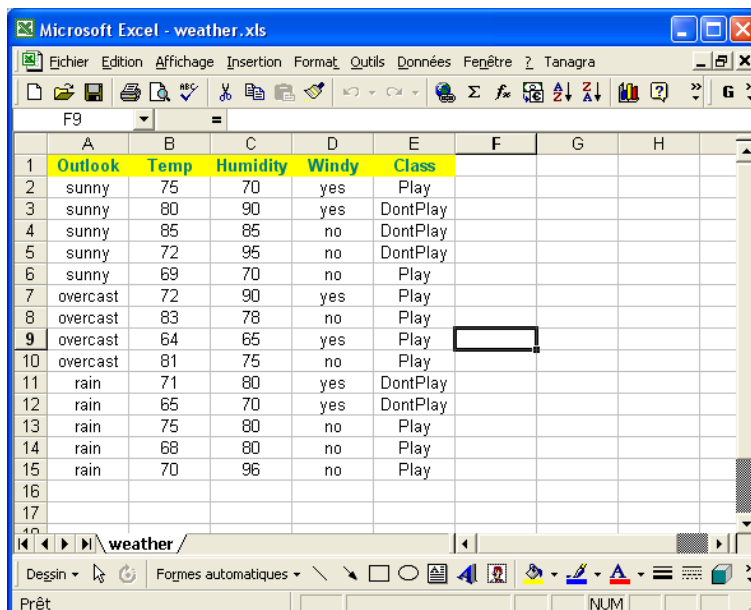 Microsoft Excel - weather.xls
Fichier Edition Affichage Insertion Format Outils Données Fenêtre ? Tanagra
ABC Σ fx A Z Z A ? » G
F9 =
A B C D E F G H
1 Outlook Temp Humidity Windy Class
2 sunny 75 70 yes Play
3 sunny 80 90 yes DontPlay
4 sunny 85 85 no DontPlay
5 sunny 72 95 no DontPlay
6 sunny 69 70 no Play
7 overcast 72 90 yes Play
8 overcast 83 78 no Play
9 overcast 64 65 yes Play
10 overcast 81 75 no Play
11 rain 71 80 yes DontPlay
12 rain 65 70 yes DontPlay
13 rain 75 80 no Play
14 rain 68 80 no Play
15 rain 70 96 no Play
16
17
weather
Dessin Formes automatiques A A
Prêt NUM